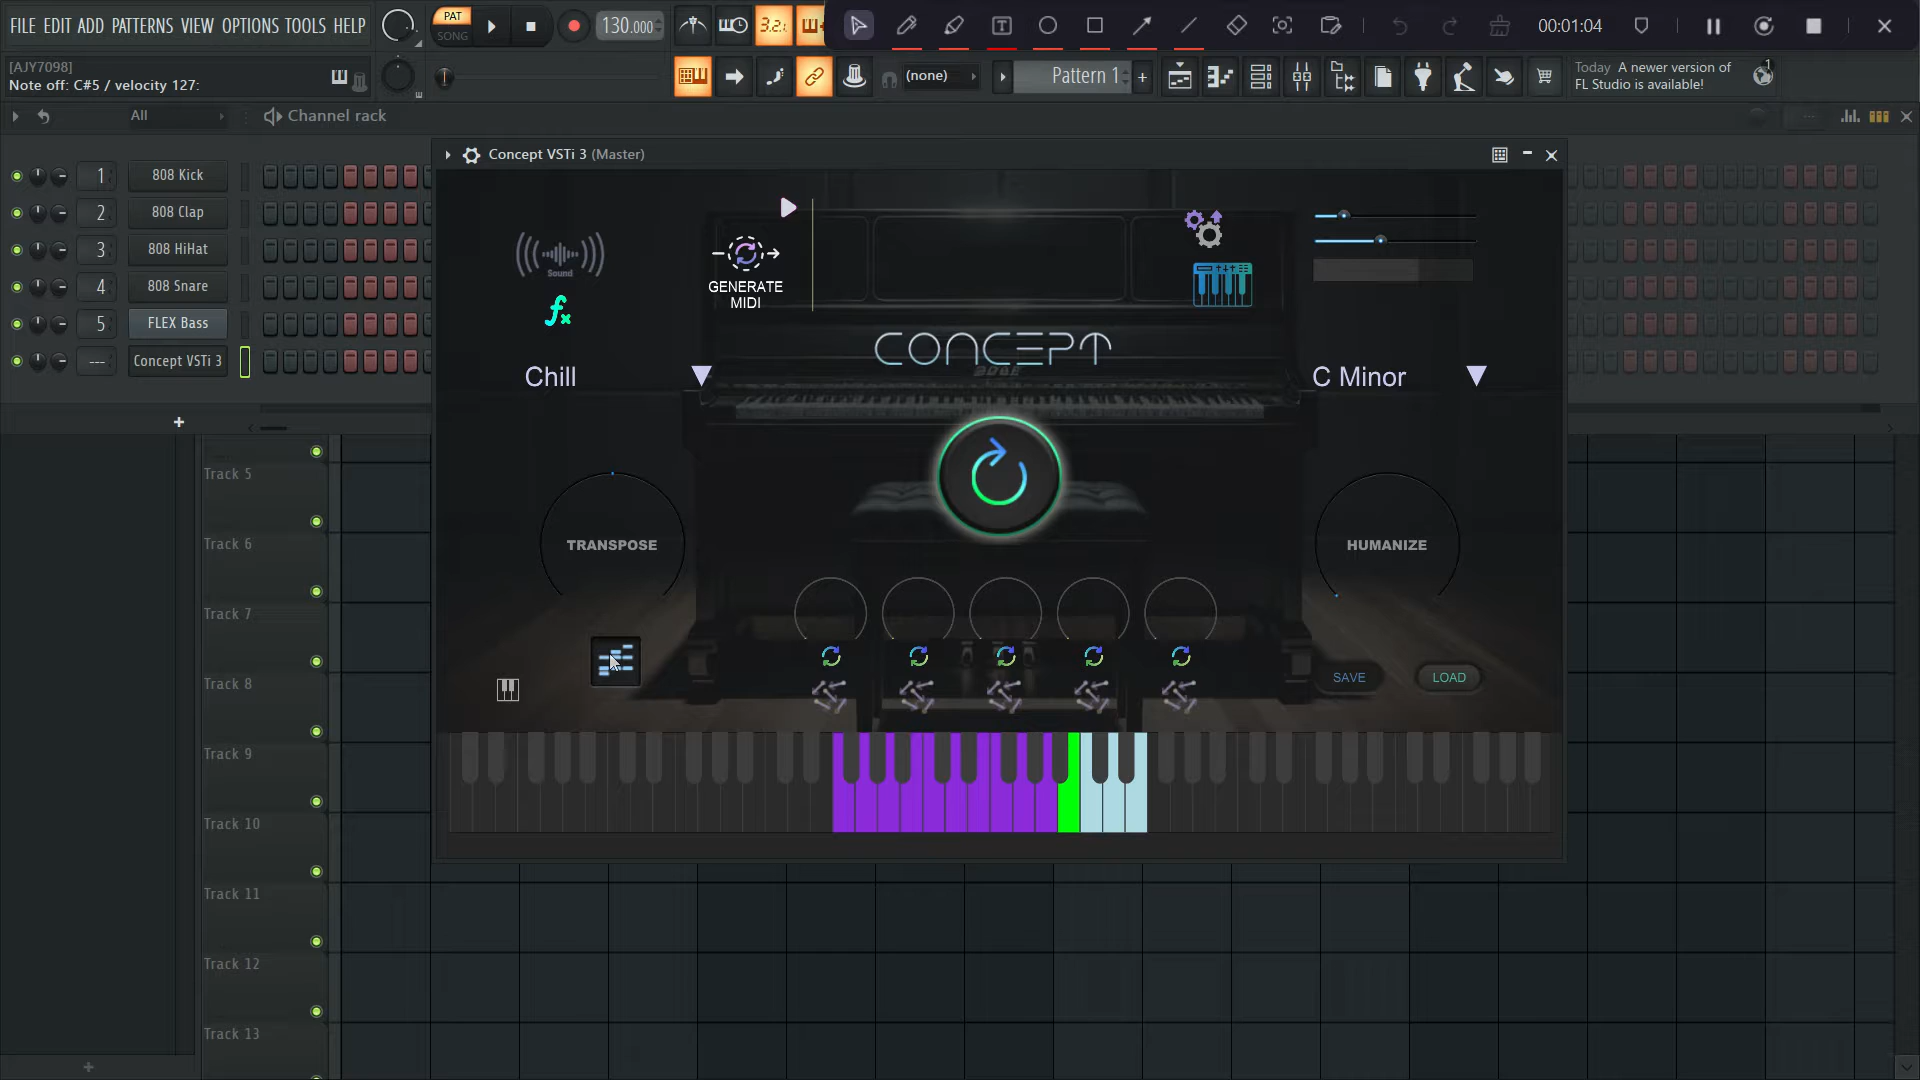 FILE EDIT ADD PATTERNS VIEW OPTIONS TOOLS HELP
PAT
SONG
130.000
3.2.
00:01:04
[AJY7098]
Note off: C#5 / velocity 127:
(none)
Pattern 1
Today A newer version of
FL Studio is available!
1
All
Channel rack
Concept VSTi 3 (Master)
1 808 Kick
2 808 Clap
3 808 HiHat
4 808 Snare
5 FLEX Bass
--- Concept VSTi 3
Sound
GENERATE
MIDI
CONCEPT
Chill
C Minor
TRANSPOSE
HUMANIZE
SAVE
LOAD
Track 5
Track 6
Track 7
Track 8
Track 9
Track 10
Track 11
Track 12
Track 13